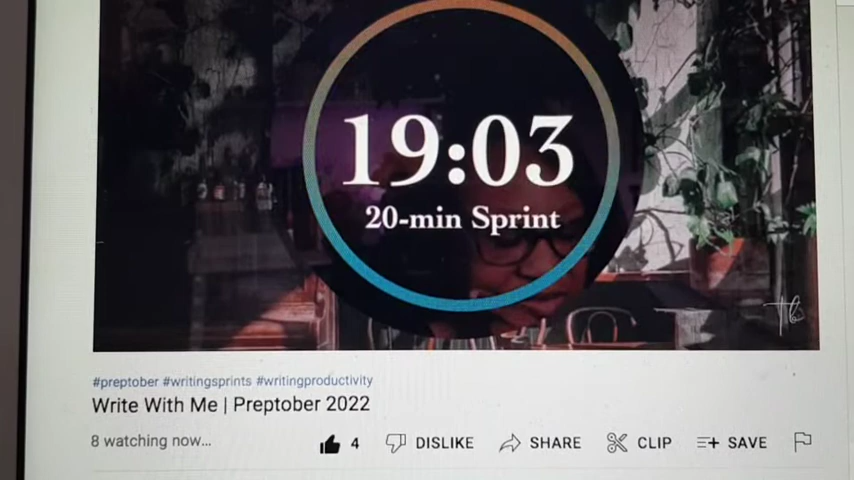 19:03
20-min Sprint
#preptober #writingsprints #writingproductivity
Write With Me | Preptober 2022
8 watching now...
4 DISLIKE SHARE CLIP SAVE